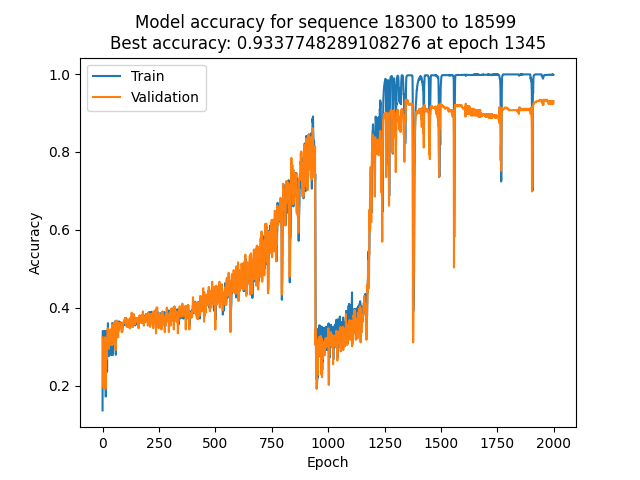 Model accuracy for sequence 18300 to 18599
Best accuracy: 0.9337748289108276 at epoch 1345
Train
Validation
1.0
0.8
0.6
0.4
0.2
Accuracy
0 250 500 750 1000 1250 1500 1750 2000
Epoch